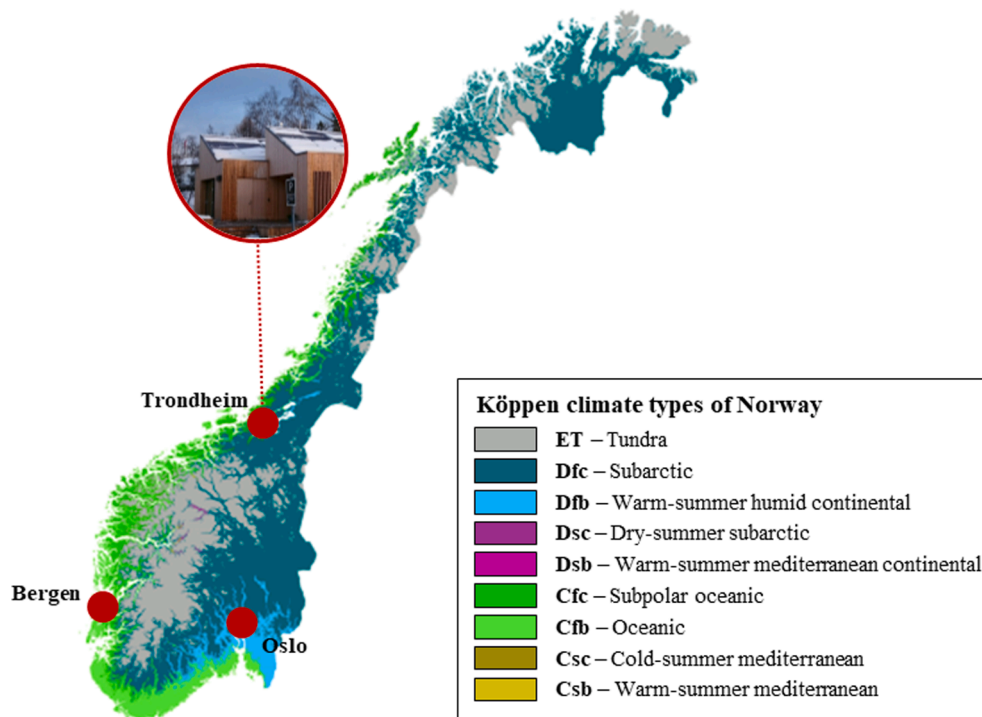 Trondheim
Bergen
Oslo
Köppen climate types of Norway
ET – Tundra
Dfc – Subarctic
Dfb – Warm-summer humid continental
Dsc – Dry-summer subarctic
Dsb – Warm-summer mediterranean continental
Cfc – Subpolar oceanic
Cfb – Oceanic
Csc – Cold-summer mediterranean
Csb – Warm-summer mediterranean